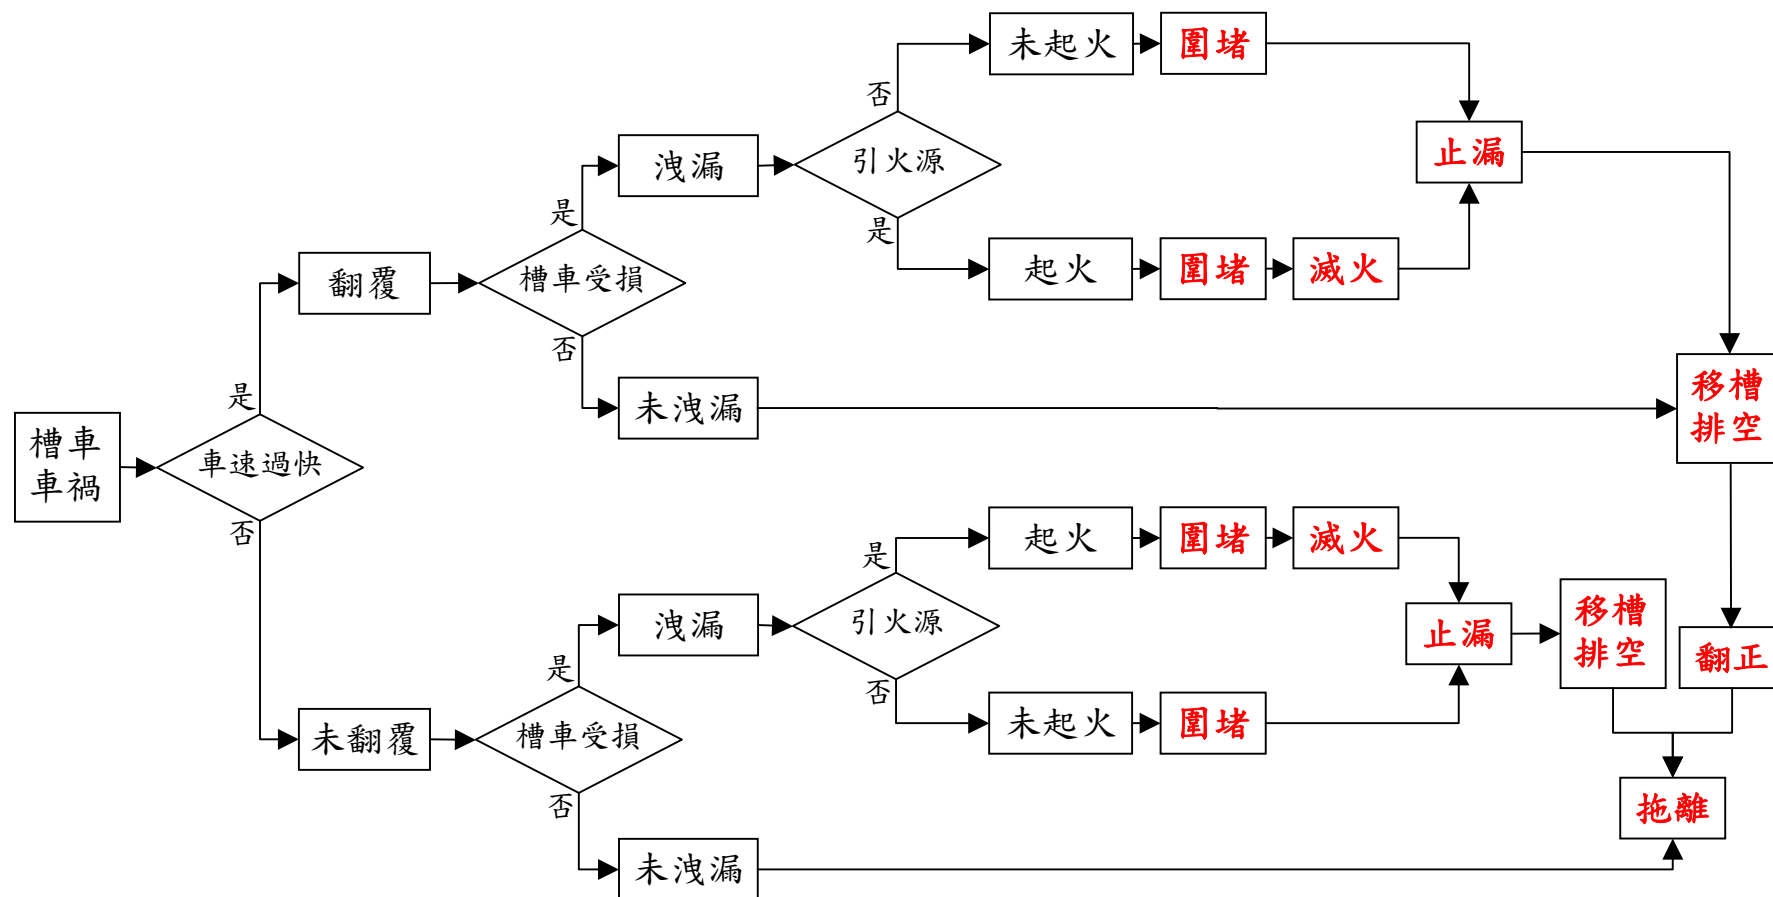 未起火
圍堵
否
引火源
是
洩漏
止漏
是
起火
圍堵
滅火
翻覆
槽車受損
否
未洩漏
移槽
排空
是
槽車
車禍
車速過快
否
起火
圍堵
滅火
是
洩漏
引火源
止漏
移槽
排空
翻正
是
否
未翻覆
槽車受損
未起火
圍堵
否
拖離
未洩漏